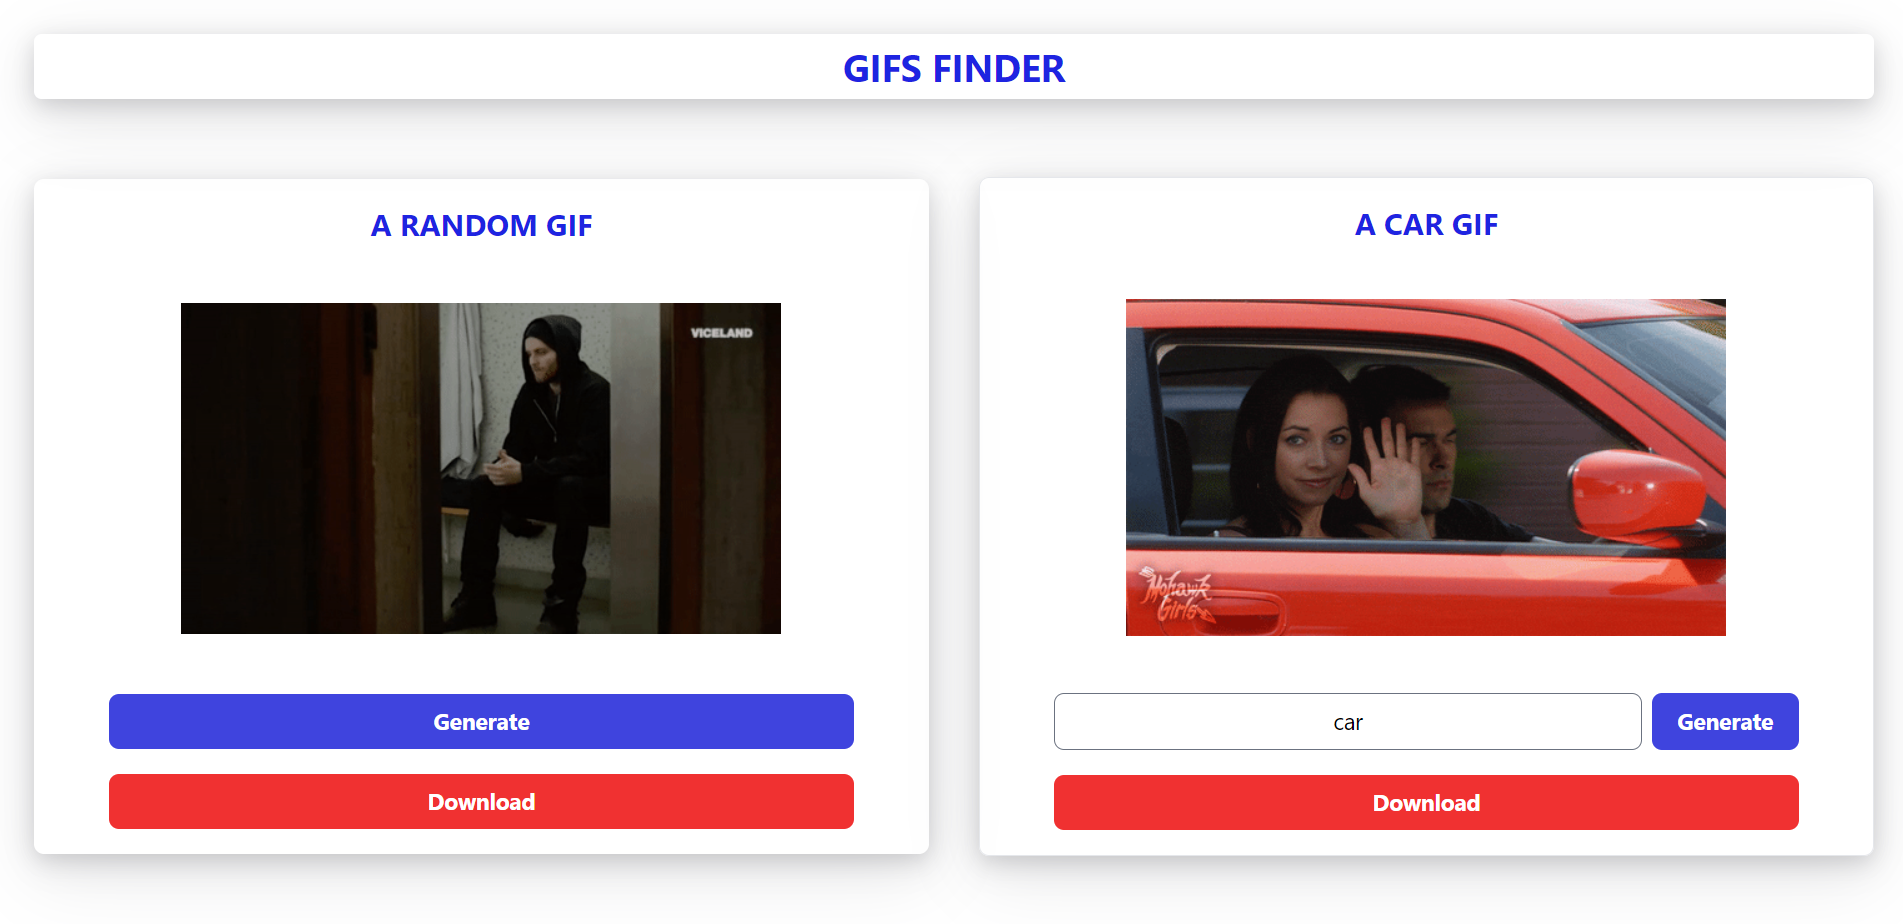 GIFS FINDER
A RANDOM GIF
VICELAND
Generate
Download
A CAR GIF
Mohawk
Girls
car
Generate
Download